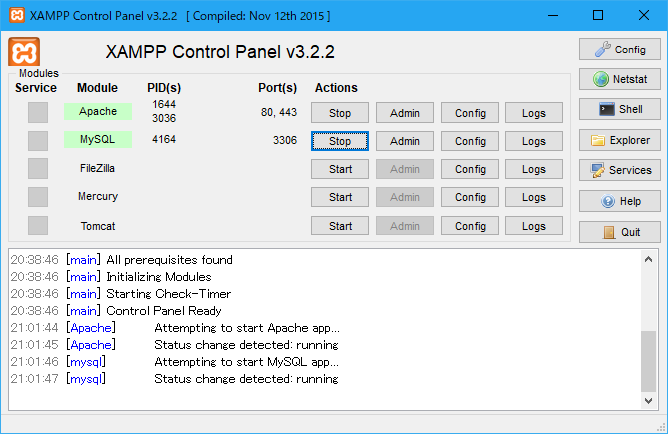 XAMPP Control Panel v3.2.2 [ Compiled: Nov 12th 2015 ]
XAMPP Control Panel v3.2.2
Config
Modules
Service Module PID(s) Port(s) Actions
Netstat
Apache 1644 3036 80, 443 Stop Admin Config Logs
Shell
MySQL 4164 3306 Stop Admin Config Logs
Explorer
FileZilla Start Admin Config Logs
Services
Mercury Start Admin Config Logs
Help
Tomcat Start Admin Config Logs
Quit
20:38:46 [main] All prerequisites found
20:38:46 [main] Initializing Modules
20:38:46 [main] Starting Check-Timer
20:38:46 [main] Control Panel Ready
21:01:44 [Apache] Attempting to start Apache app...
21:01:45 [Apache] Status change detected: running
21:01:46 [mysql] Attempting to start MySQL app...
21:01:47 [mysql] Status change detected: running